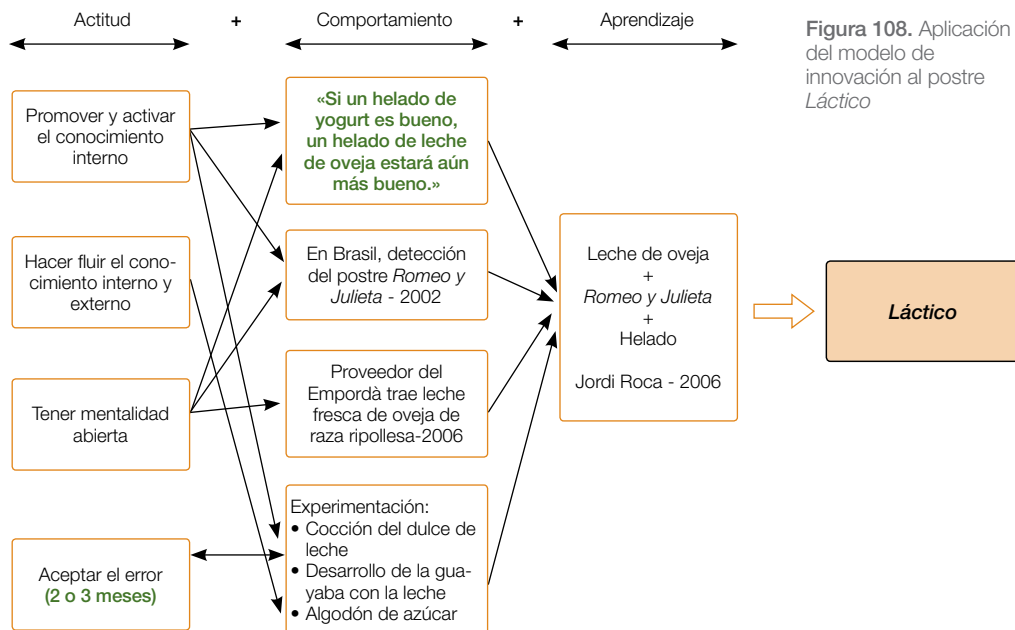 Actitud + Comportamiento + Aprendizaje
Figura 108. Aplicación
del modelo de
innovación al postre
Láctico
Promover y activar
el conocimiento
interno
Hacer fluir el cono-
cimiento interno y
externo
Tener mentalidad
abierta
Aceptar el error
(2 o 3 meses)
«Si un helado de
yogurt es bueno,
un helado de leche
de oveja estará aún
más bueno.»
En Brasil, detección
del postre Romeo y
Julieta - 2002
Proveedor del
Empordà trae leche
fresca de oveja de
raza ripollesa-2006
Experimentación:
• Cocción del dulce de
leche
• Desarrollo de la gua-
yaba con la leche
• Algodón de azúcar
Leche de oveja
+
Romeo y Julieta
+
Helado
Jordi Roca - 2006
Láctico